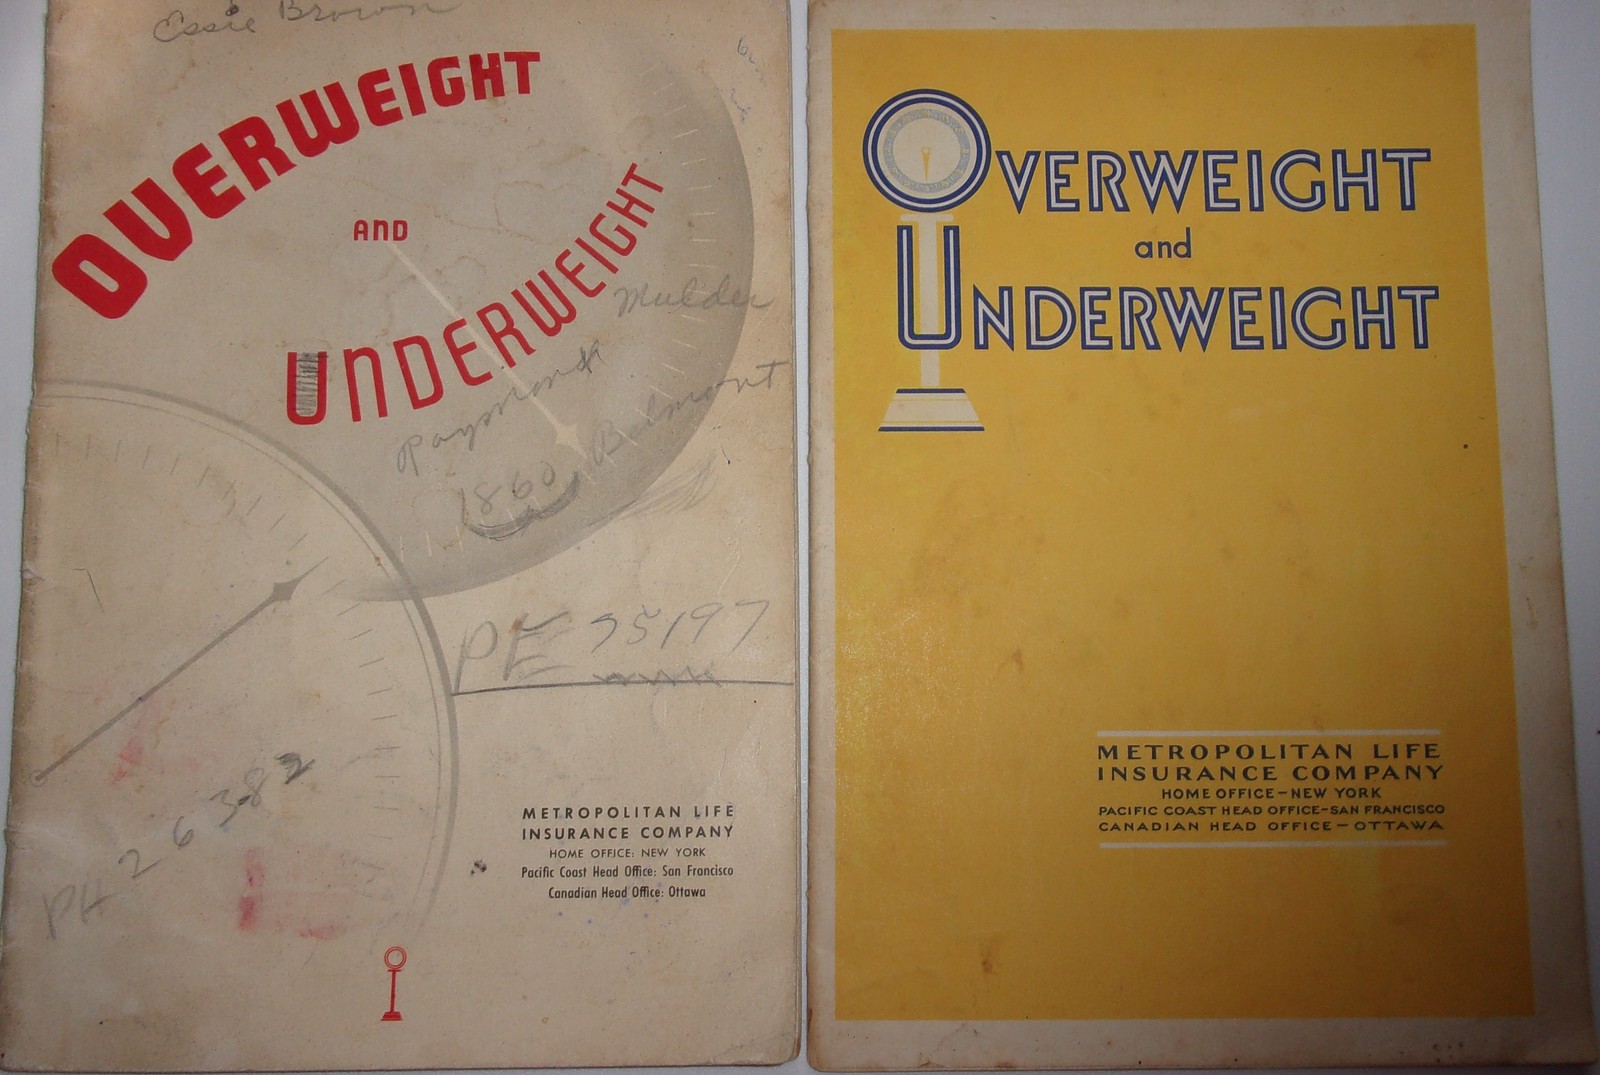 Essie Brown
OVERWEIGHT
AND
UNDERWEIGHT
Mulder
Raymond
1860 Belmont
PE 75197
PH 26382
METROPOLITAN LIFE
INSURANCE COMPANY
HOME OFFICE: NEW YORK
Pacific Coast Head Office: San Francisco
Canadian Head Office: Ottawa
OVERWEIGHT
and
UNDERWEIGHT
METROPOLITAN LIFE
INSURANCE COMPANY
HOME OFFICE–NEW YORK
PACIFIC COAST HEAD OFFICE–SAN FRANCISCO
CANADIAN HEAD OFFICE – OTTAWA